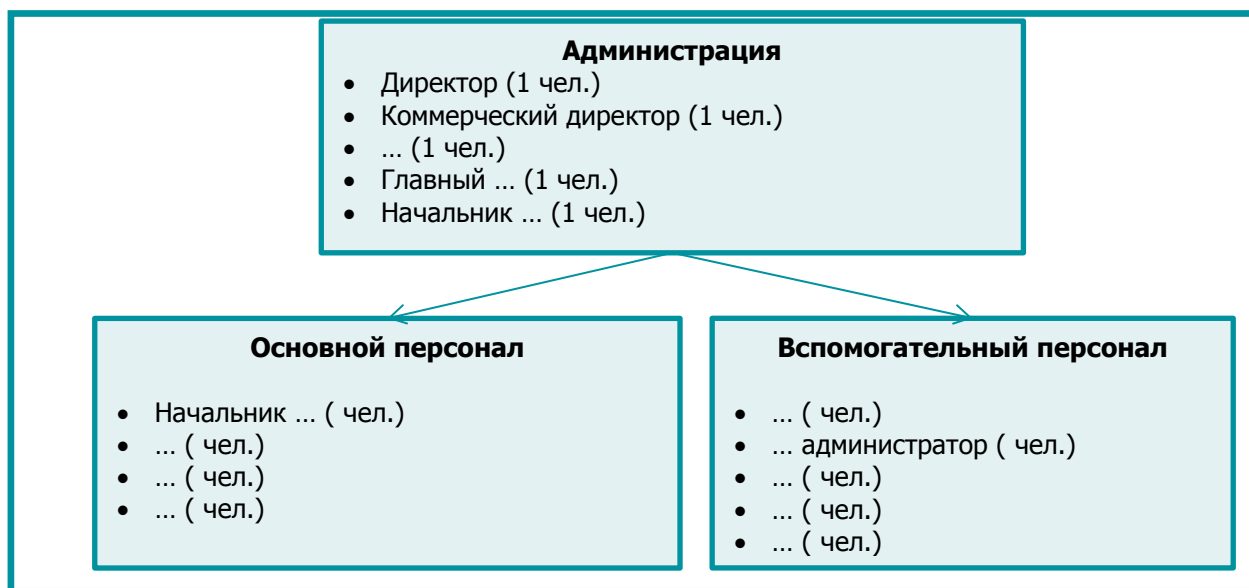 Администрация
• Директор (1 чел.)
• Коммерческий директор (1 чел.)
• … (1 чел.)
• Главный … (1 чел.)
• Начальник … (1 чел.)
Основной персонал
• Начальник … ( чел.)
• … ( чел.)
• … ( чел.)
• … ( чел.)
Вспомогательный персонал
• … ( чел.)
• … администратор ( чел.)
• … ( чел.)
• … ( чел.)
• … ( чел.)